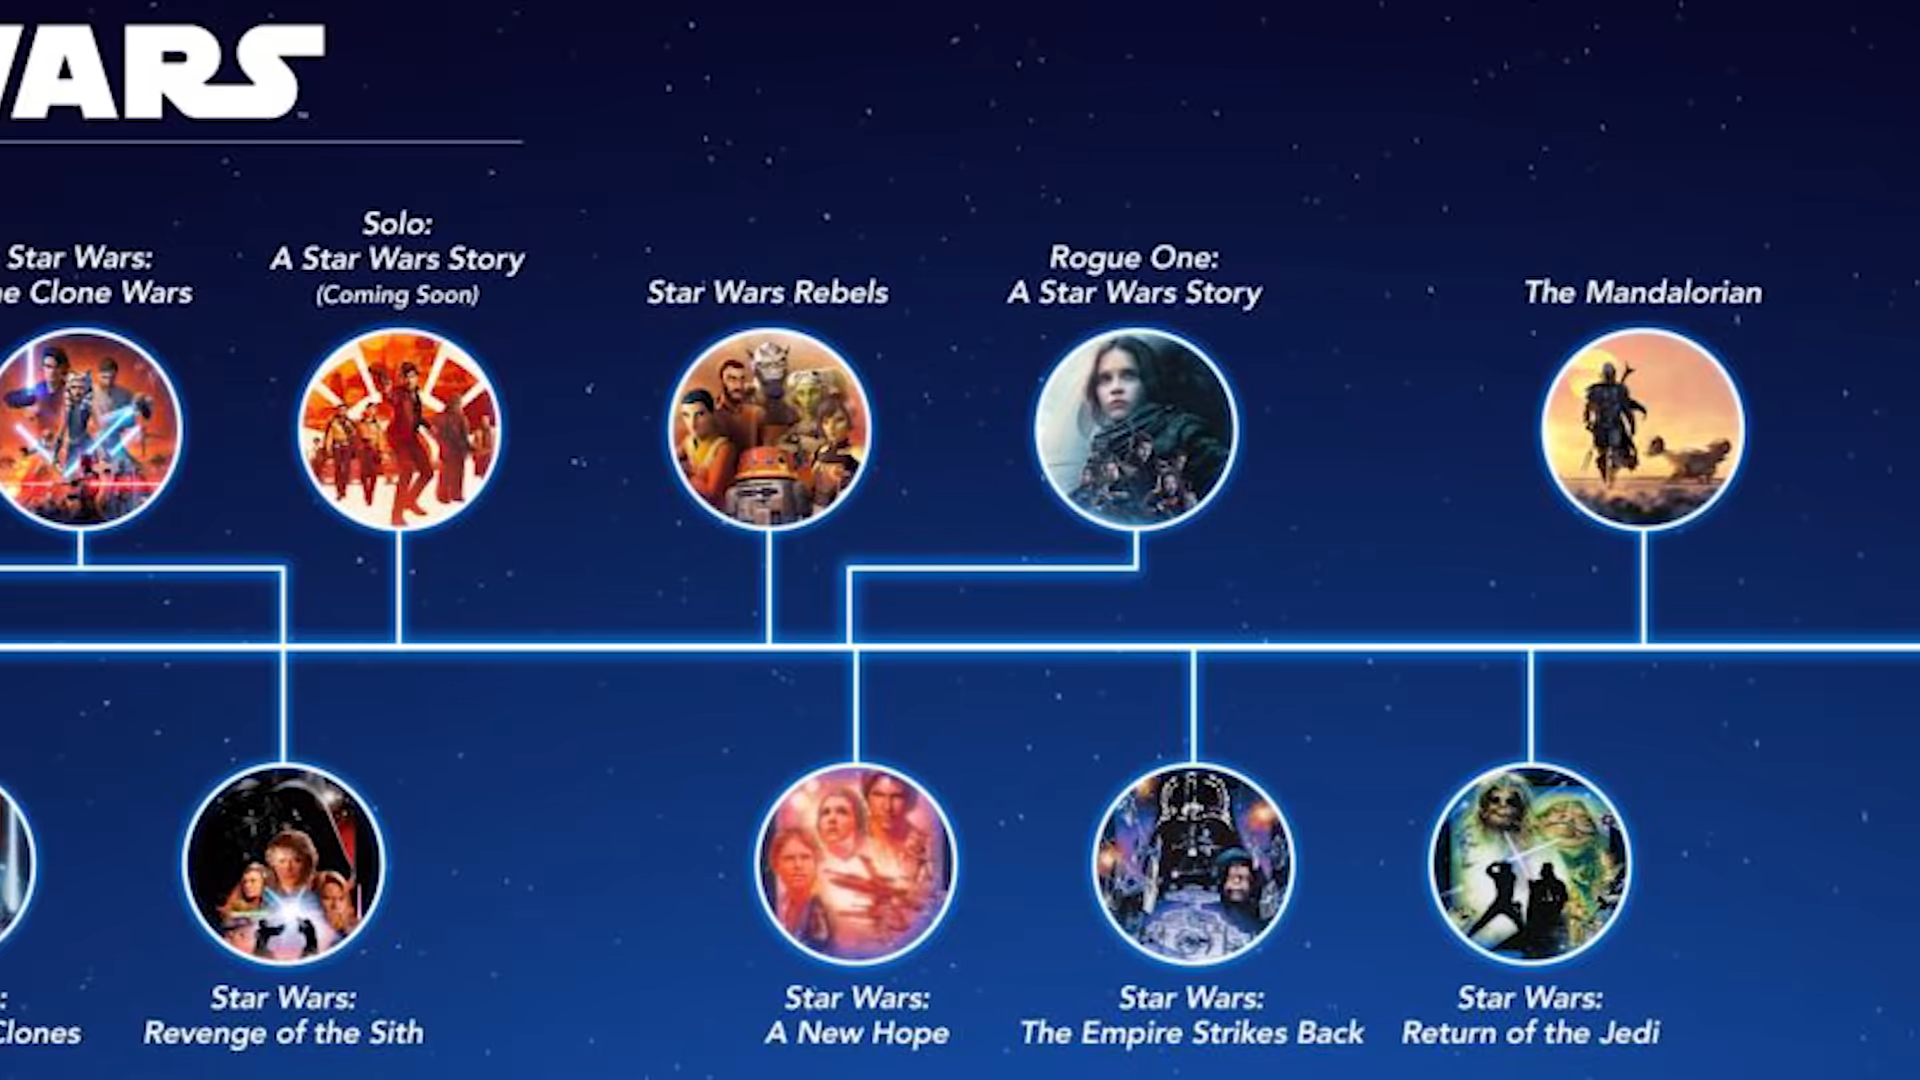 WARS
Star Wars:
e Clone Wars
Solo:
A Star Wars Story
(Coming Soon)
Star Wars Rebels
Rogue One:
A Star Wars Story
The Mandalorian
:
Clones
Star Wars:
Revenge of the Sith
Star Wars:
A New Hope
Star Wars:
The Empire Strikes Back
Star Wars:
Return of the Jedi